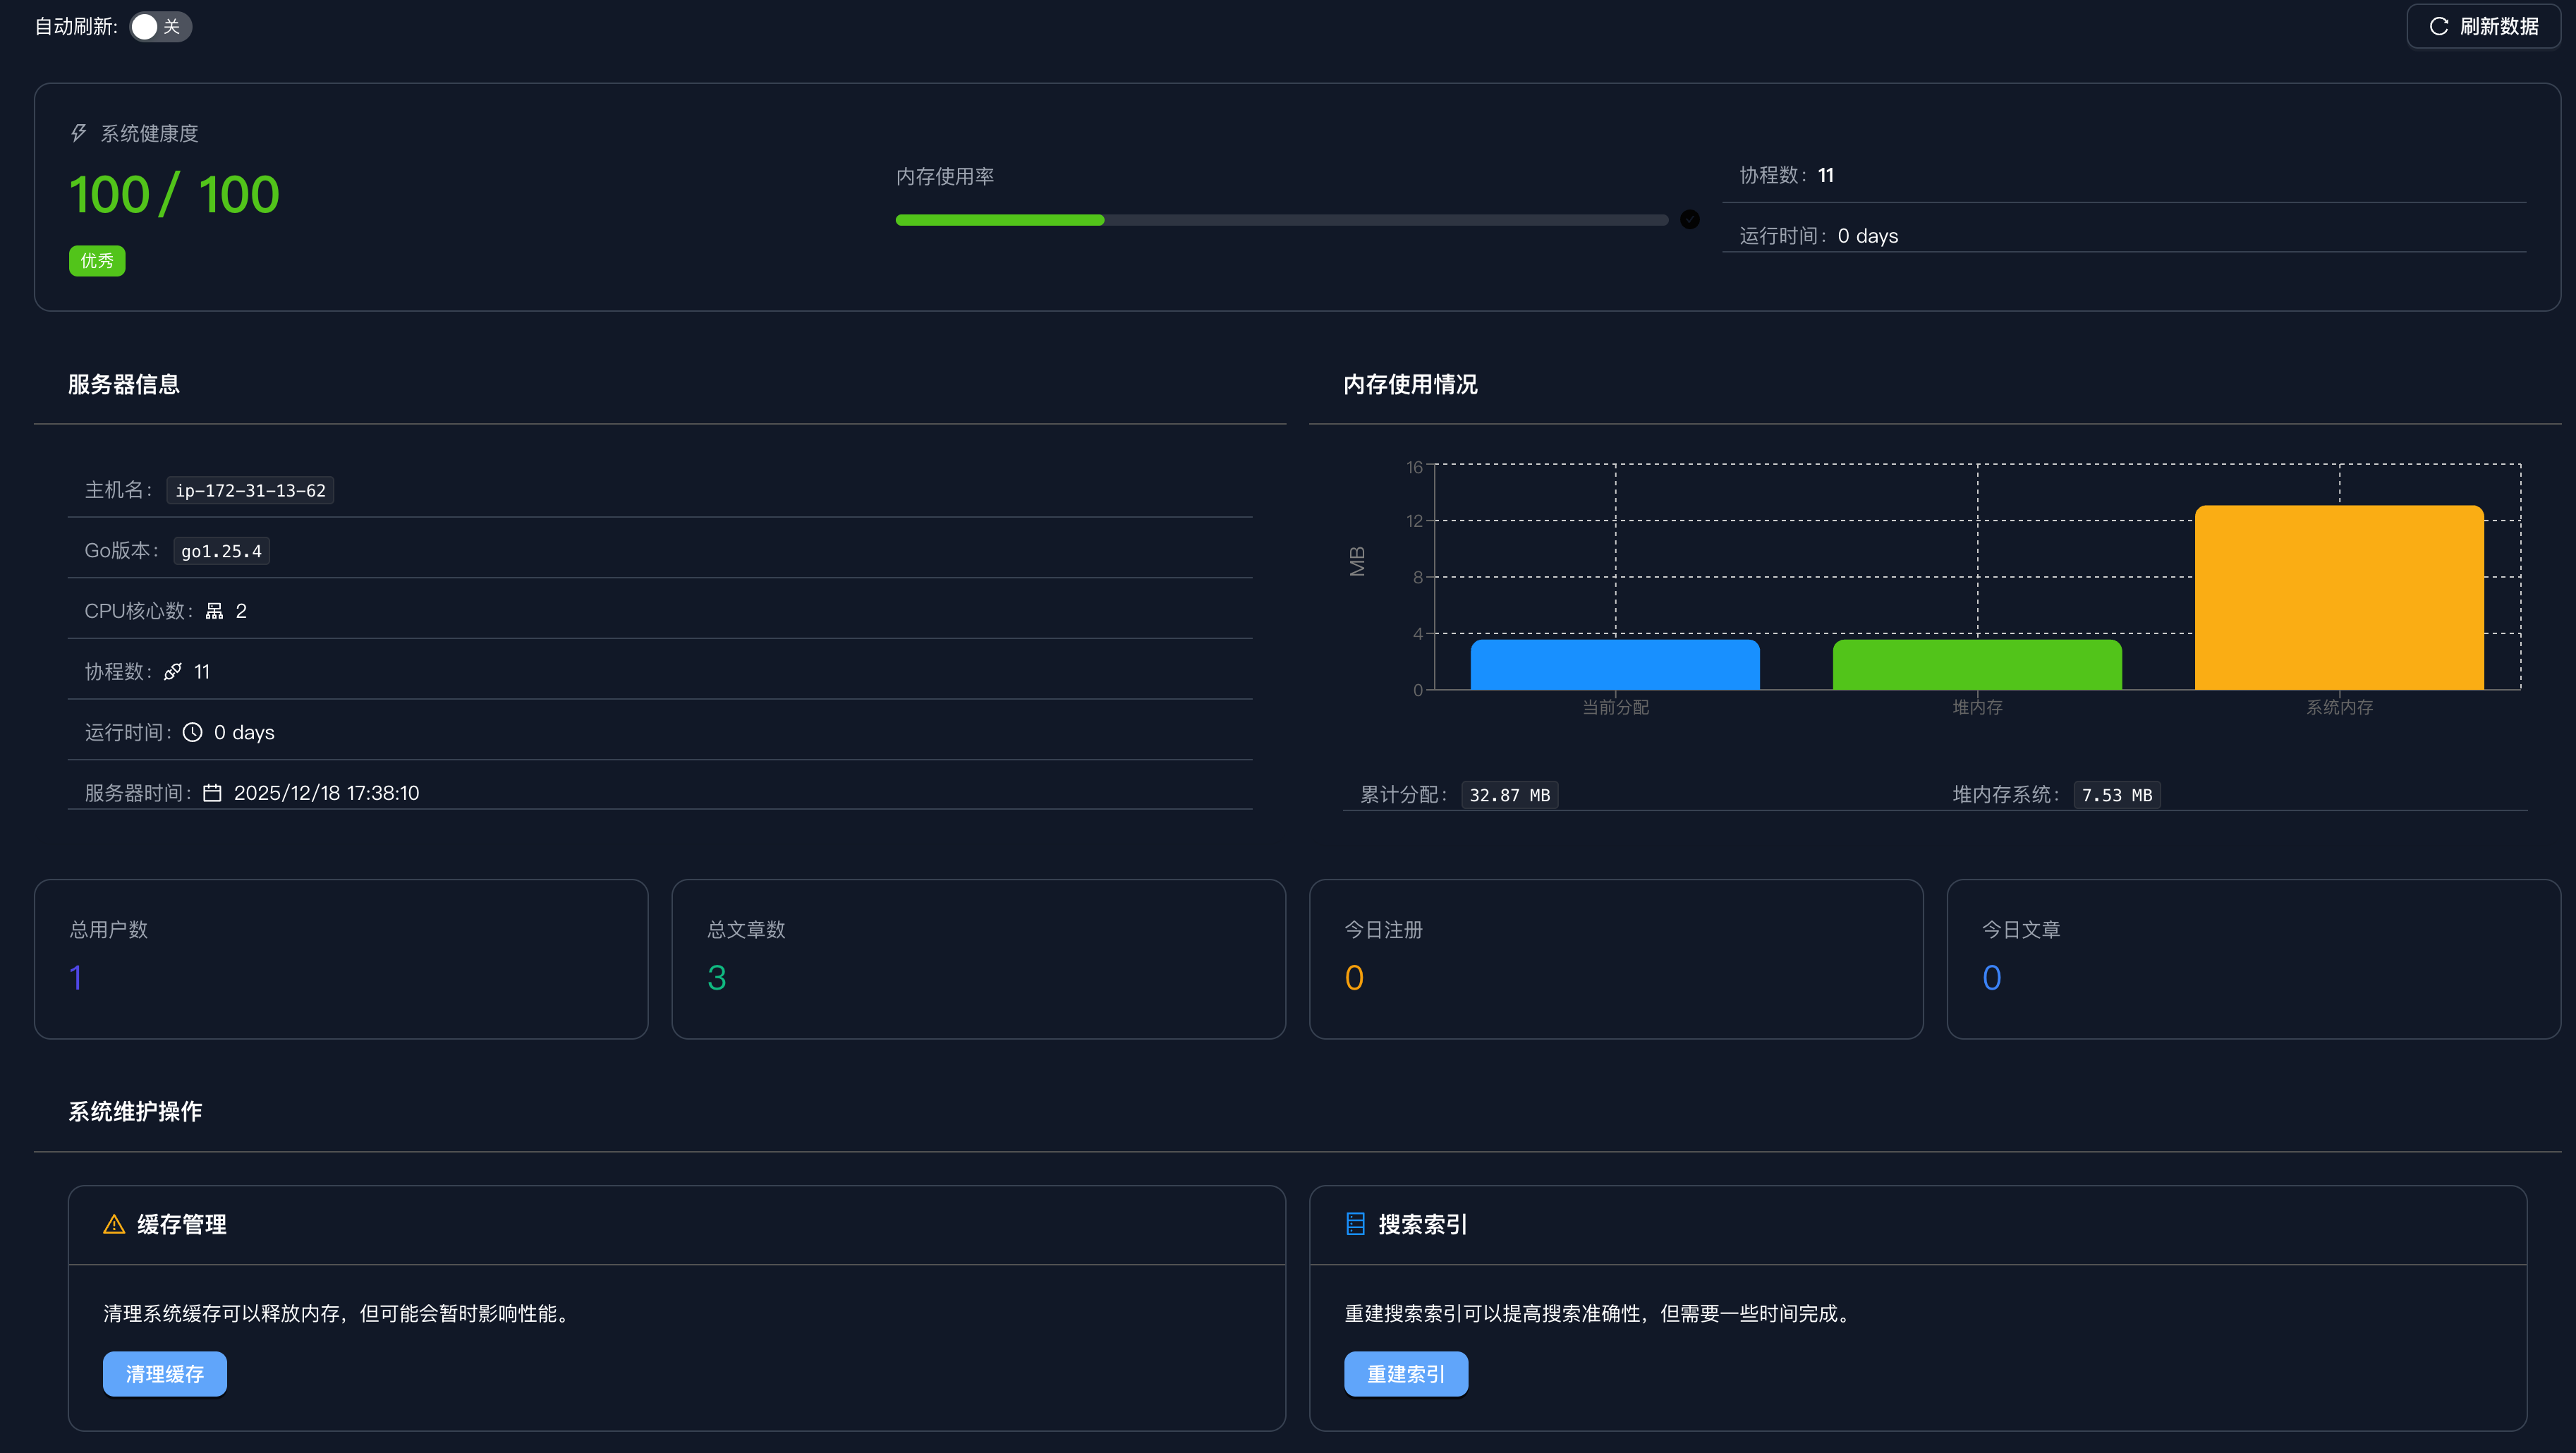 自动刷新: 关
刷新数据
系统健康度
100 / 100
优秀
内存使用率
协程数: 11
运行时间: 0 days
服务器信息
主机名: ip-172-31-13-62
Go版本: go1.25.4
CPU核心数: 2
协程数: 11
运行时间: 0 days
服务器时间: 2025/12/18 17:38:10
内存使用情况
MB
16
12
8
4
0
当前分配 堆内存 系统内存
累计分配: 32.87 MB 堆内存系统: 7.53 MB
总用户数
1
总文章数
3
今日注册
0
今日文章
0
系统维护操作
缓存管理
清理系统缓存可以释放内存，但可能会暂时影响性能。
清理缓存
搜索索引
重建搜索索引可以提高搜索准确性，但需要一些时间完成。
重建索引